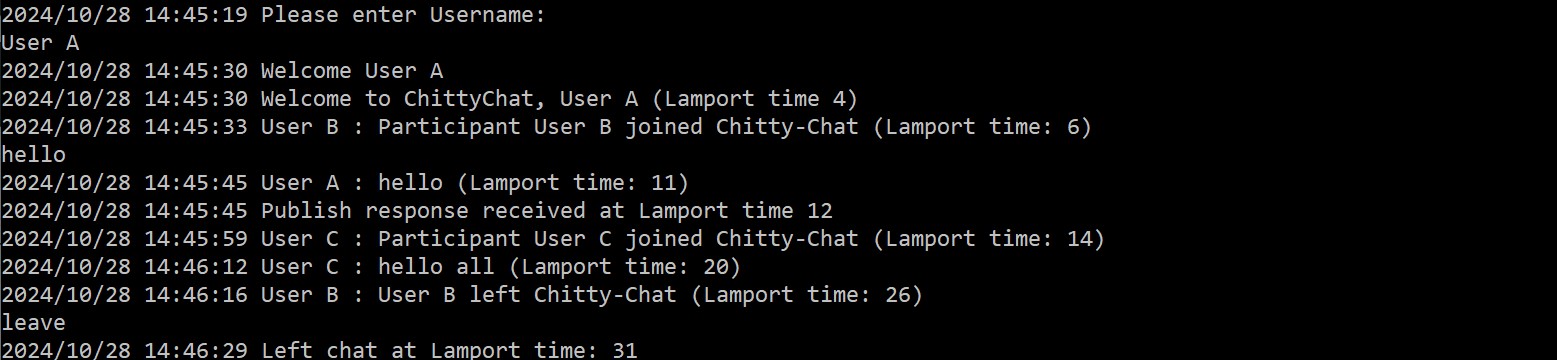 2024/10/28 14:45:19 Please enter Username:
User A
2024/10/28 14:45:30 Welcome User A
2024/10/28 14:45:30 Welcome to ChittyChat, User A (Lamport time 4)
2024/10/28 14:45:33 User B : Participant User B joined Chitty-Chat (Lamport time: 6)
hello
2024/10/28 14:45:45 User A : hello (Lamport time: 11)
2024/10/28 14:45:45 Publish response received at Lamport time 12
2024/10/28 14:45:59 User C : Participant User C joined Chitty-Chat (Lamport time: 14)
2024/10/28 14:46:12 User C : hello all (Lamport time: 20)
2024/10/28 14:46:16 User B : User B left Chitty-Chat (Lamport time: 26)
leave
2024/10/28 14:46:29 Left chat at Lamport time: 31